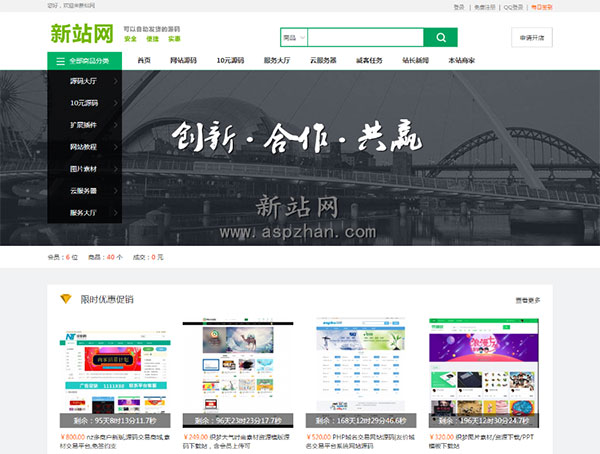 您好，欢迎来新站网
登录 | 免费注册 | QQ登录 | 每日签到
新站网
可以自助发货的源码
安全 便捷 实惠
商品
申请开店
全部商品分类
首页 网站源码 10元源码 服务大厅 云服务器 威客任务 站长新闻 本站商家
源码大厅
10元源码
扩展插件
网站教程
图片素材
云服务器
服务大厅
创新·合作·共赢
新站网
www.aspzhan.com
会员：6 位 商品：40 个 成交：0 元
限时优惠促销
查看更多
剩余：95天8时13分11.7秒
剩余：96天23时23分17.5秒
剩余：168天12时29分46.6秒
剩余：196天12时30分24.7秒
￥800.00 nz多商户新版,源码交易商城,素材交易平台,免签约支
￥240.00 织梦大气时尚素材资源模板源码下载站，含会员上传可
￥520.00 PHP域名交易网站源码|友价域名交易平台系统网站源码
￥320.00 织梦图片素材/资源下载/PPT模板下载站